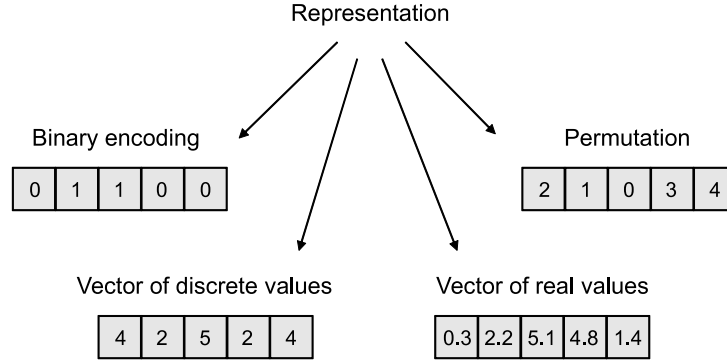 Representation
Binary encoding
0 1 1 0 0
Permutation
2 1 0 3 4
Vector of discrete values
4 2 5 2 4
Vector of real values
0.3 2.2 5.1 4.8 1.4